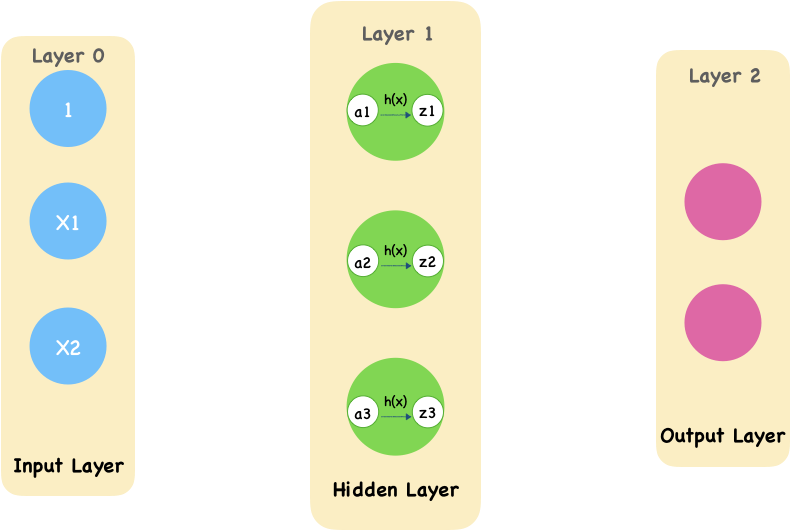 Layer 0
1
X1
X2
Input Layer
Layer 1
h(x)
a1 z1
h(x)
a2 z2
h(x)
a3 z3
Hidden Layer
Layer 2
Output Layer